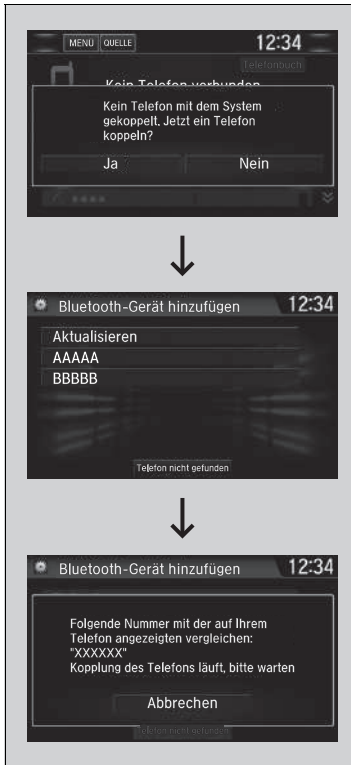 MENÜ QUELLE 12:34
Telefonbuch
Kein Telefon verbunden
Kein Telefon mit dem System
gekoppelt. Jetzt ein Telefon
koppeln?
Ja Nein
Bluetooth-Gerät hinzufügen 12:34
Aktualisieren
AAAAA
BBBBB
Telefon nicht gefunden
Bluetooth-Gerät hinzufügen 12:34
Folgende Nummer mit der auf Ihrem
Telefon angezeigten vergleichen:
"XXXXXX"
Kopplung des Telefons läuft, bitte warten
Abbrechen
Telefon nicht gefunden